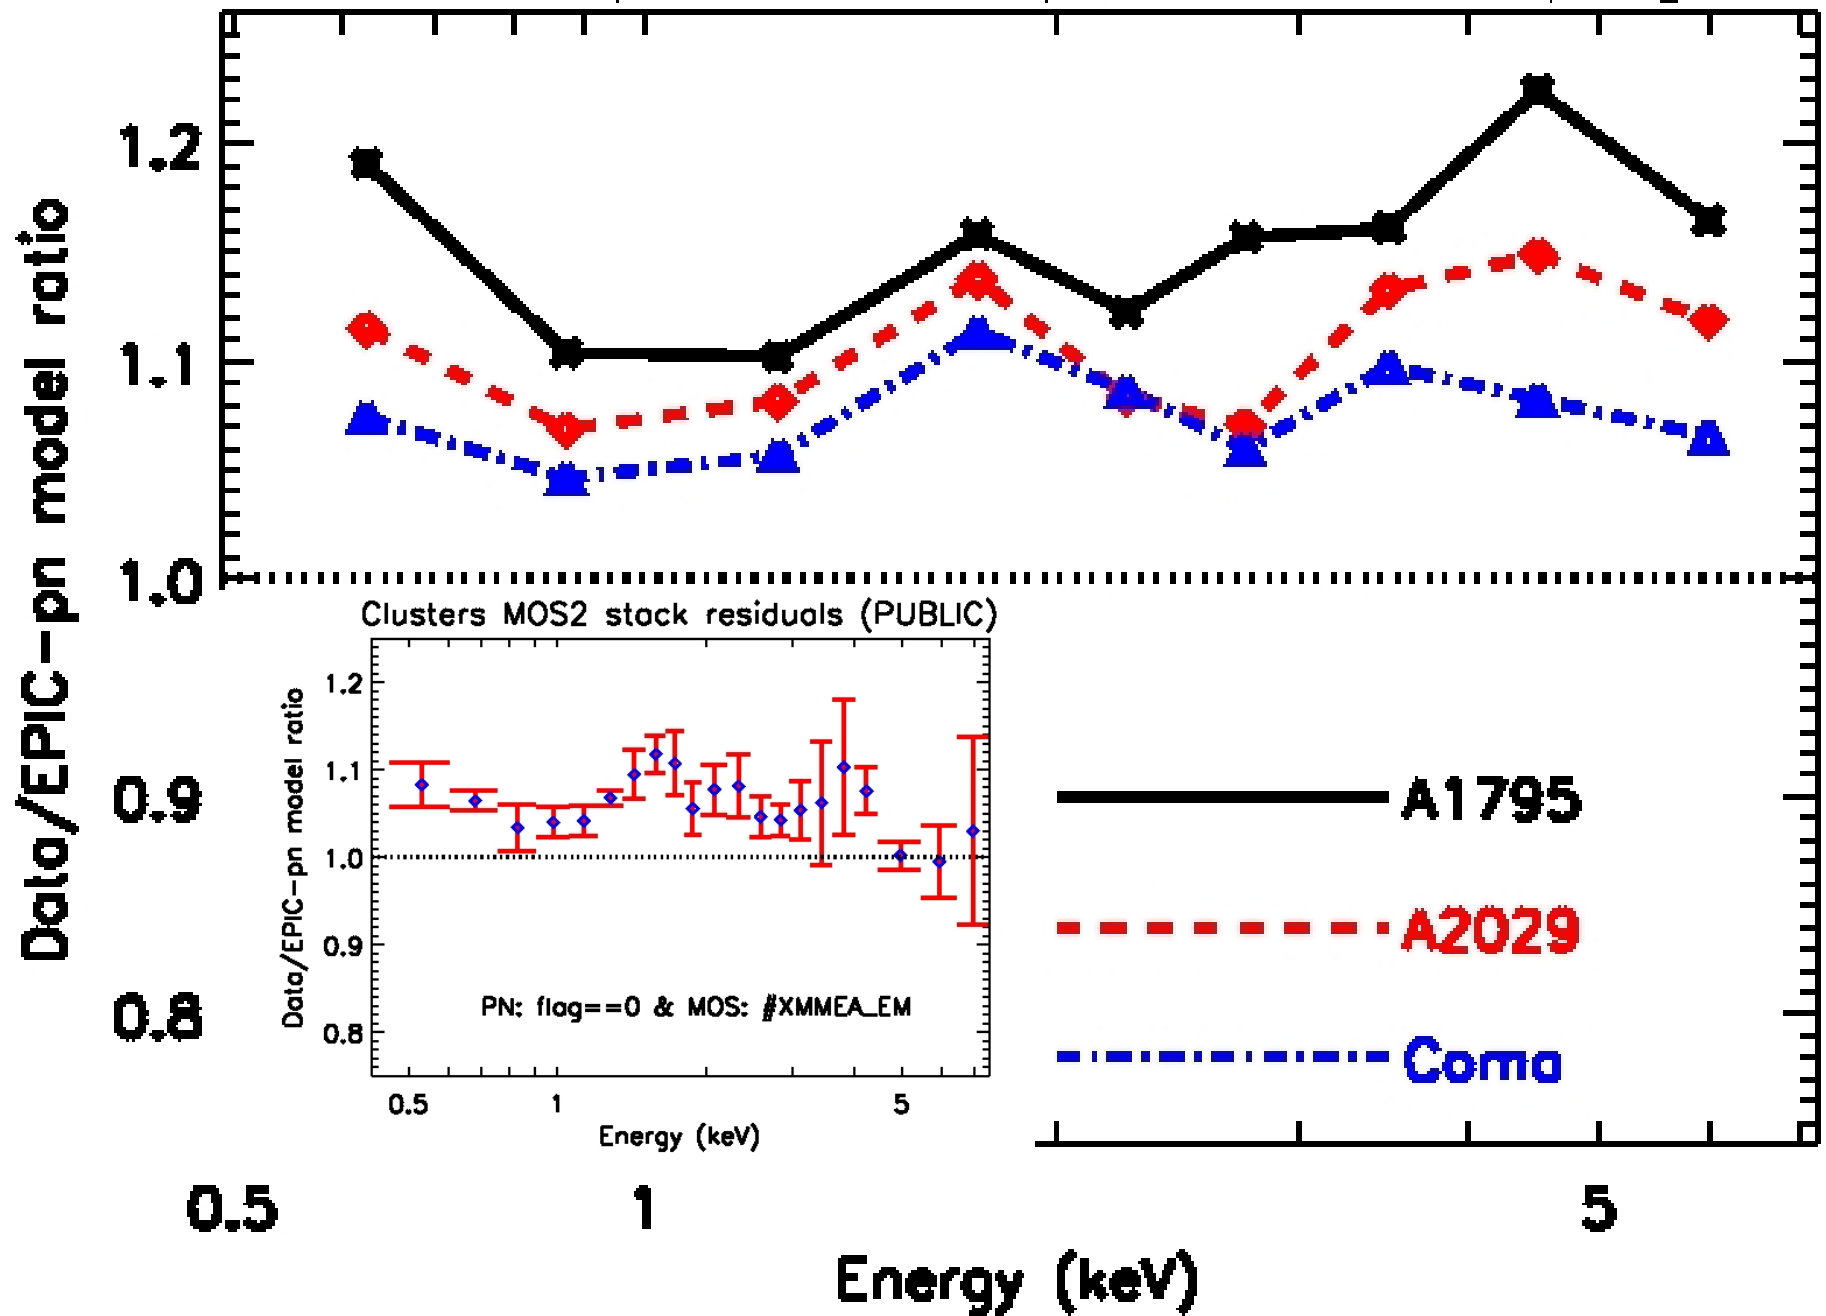 Data/EPIC-pn model ratio
1.2
1.1
1.0
0.9
0.8
Clusters MOS2 stack residuals (PUBLIC)
Data/EPIC-pn model ratio
1.2
1.1
1.0
0.9
0.8
PN: flag==0 & MOS: #XMMEA_EM
0.5 1 5
Energy (keV)
A1795
A2029
Coma
0.5 1 5
Energy (keV)